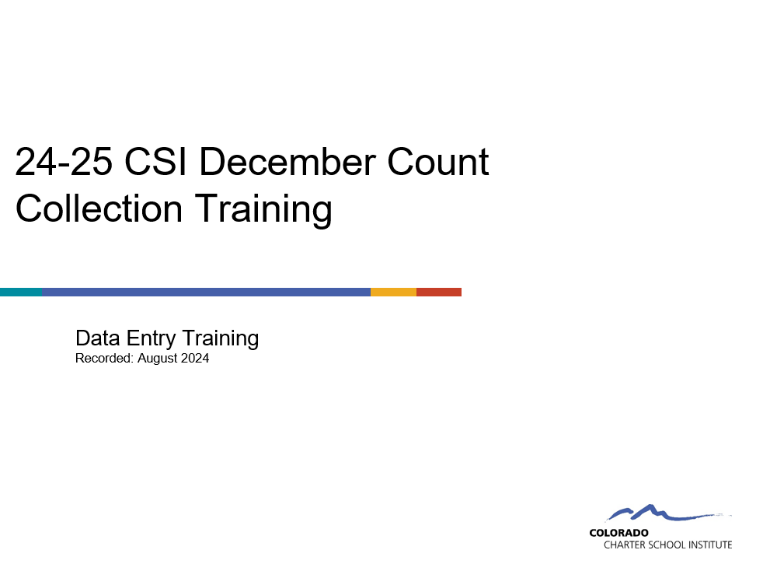 24-25 CSI December Count
Collection Training
Data Entry Training
Recorded: August 2024
COLORADO
CHARTER SCHOOL INSTITUTE